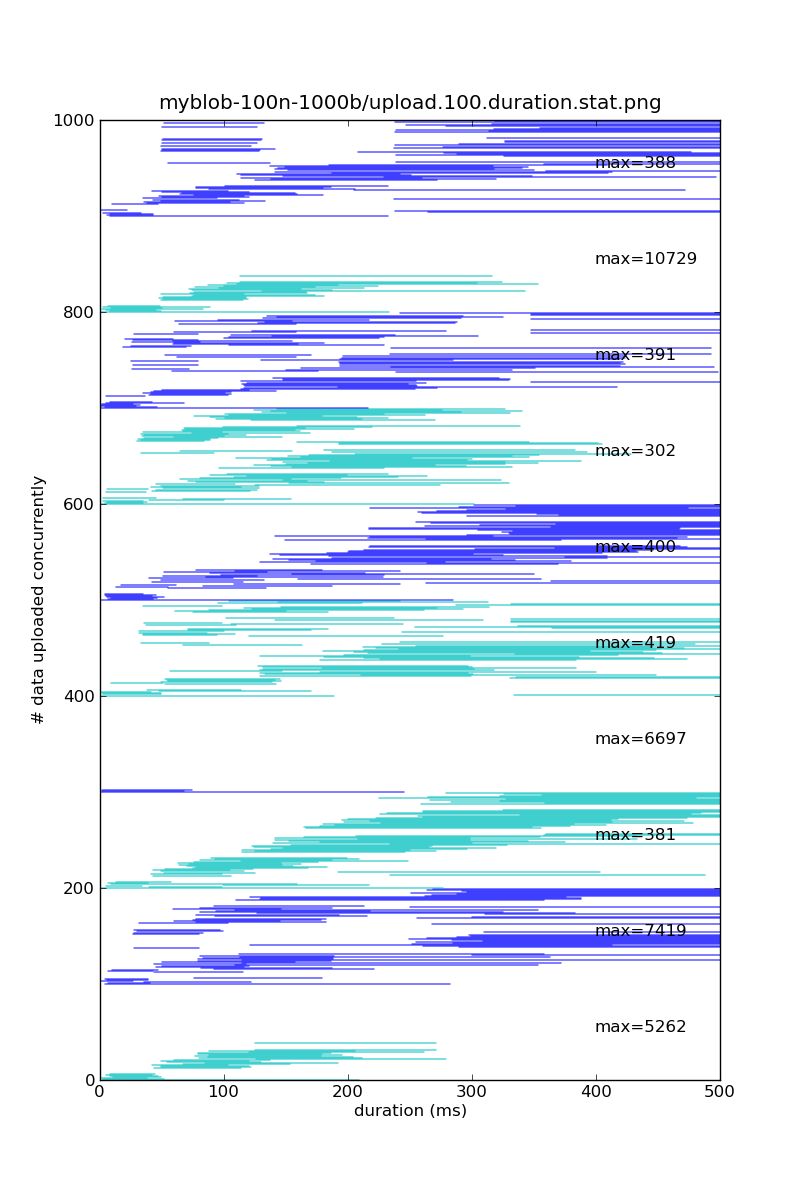 myblob-100n-1000b/upload.100.duration.stat.png
1000
max=388
max=10729
800
max=391
max=302
600
max=400
max=419
400
max=6697
max=381
200
max=7419
max=5262
0
# data uploaded concurrently
0 100 200 300 400 500
duration (ms)